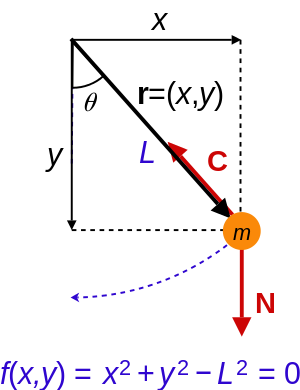 x
r=(x,y)
θ
y
L
C
m
N
f(x,y) = x² + y² − L² = 0